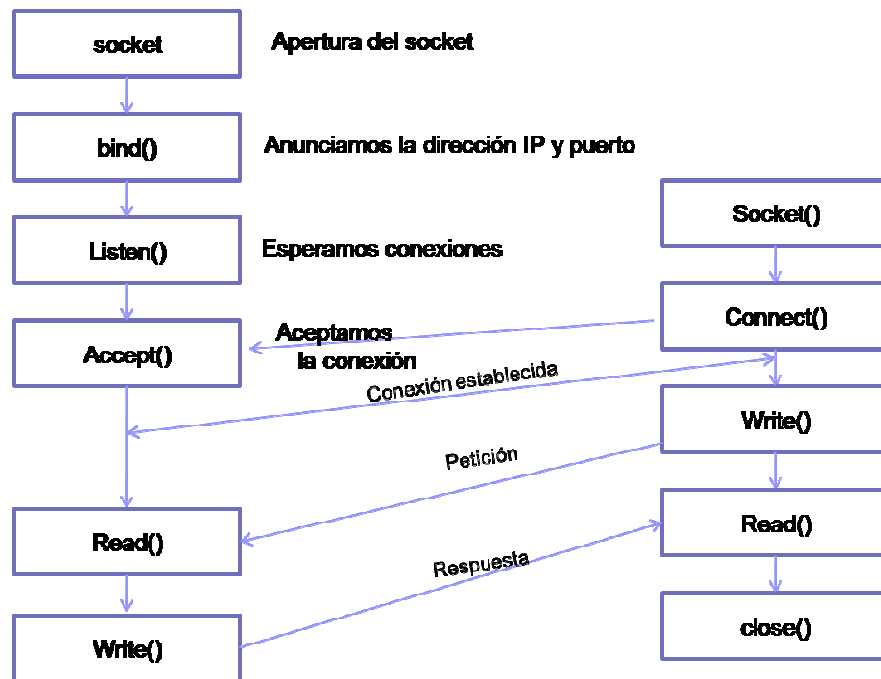 socket
Apertura del socket
bind()
Anunciamos la dirección IP y puerto
Socket()
Listen()
Esperamos conexiones
Connect()
Accept()
Aceptamos
la conexión
Conexión establecida
Write()
Petición
Read()
Read()
Respuesta
Write()
close()